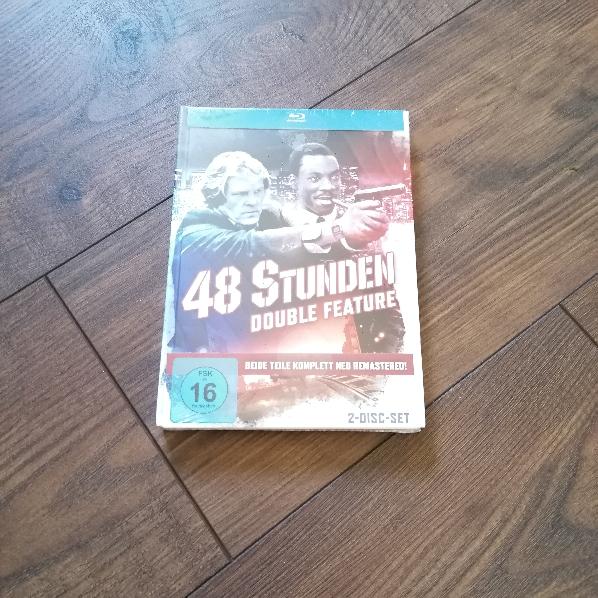 48 STUNDEN
DOUBLE FEATURE
BEIDE TEILE KOMPLETT NEU REMASTERED!
FSK
16
2-DISC-SET